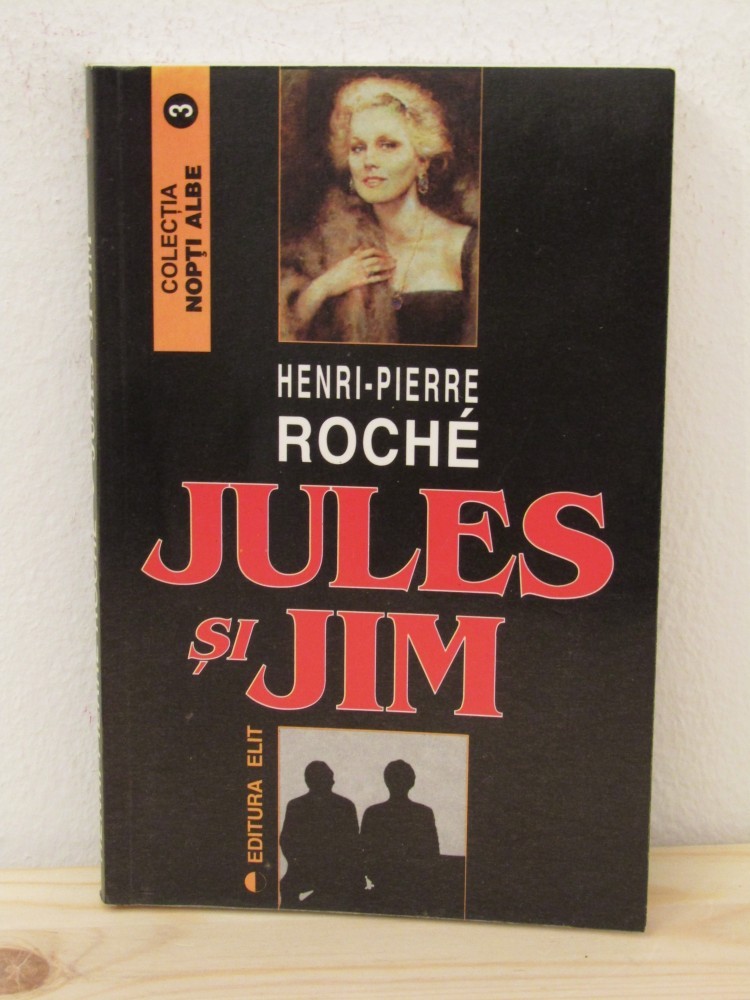 COLECȚIA
NOPȚI ALBE
3
HENRI-PIERRE
ROCHÉ
JULES
ȘI JIM
EDITURA ELIT